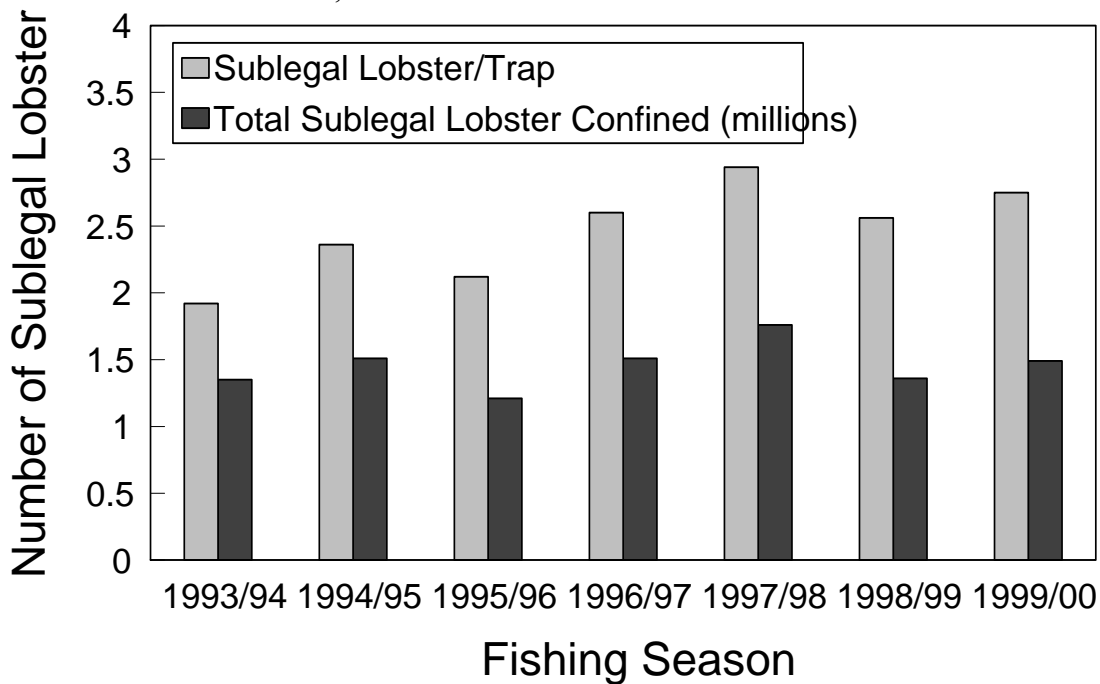 Number of Sublegal Lobster
4
3.5
3
2.5
2
1.5
1
0.5
0
Sublegal Lobster/Trap
Total Sublegal Lobster Confined (millions)
1993/94 1994/95 1995/96 1996/97 1997/98 1998/99 1999/00
Fishing Season